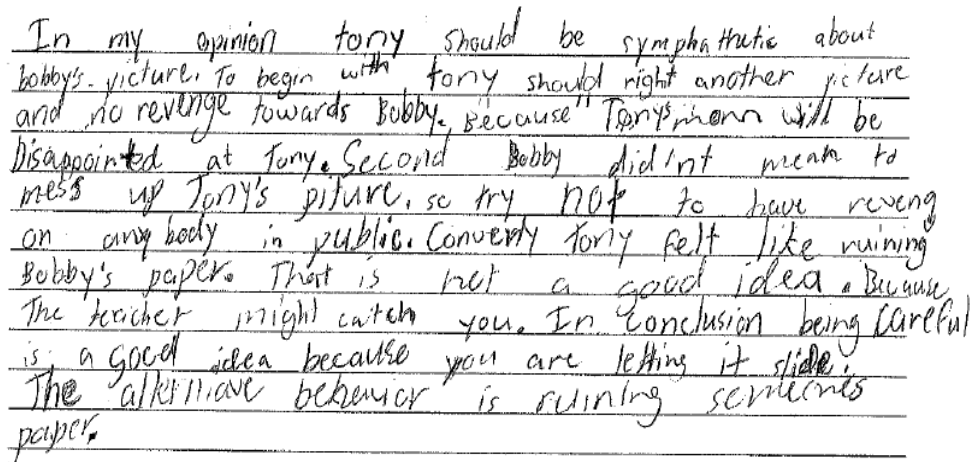 In my opinion tony should be symphathetic about
bobby's picture. To begin with tony should right another picture
and no revenge towards Bobby. Because Tony's mom will be
Disappointed at Tony. Second Bobby did'nt mean to
mess up Tony's piture. so try not to have reveng
on any body in public. Converly Tony felt like ruining
Bobby's paper. That is not a good idea. Because
The teacher might catch you. In conclusion being careful
is a good idea because you are letting it slide.
The behavior is ruining someones
paper.